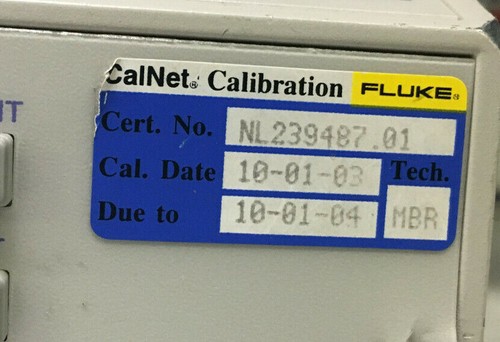 CalNet® Calibration FLUKE®
Cert. No. NL239487.01
Cal. Date 10-01-03 Tech.
Due to 10-01-04 MBR